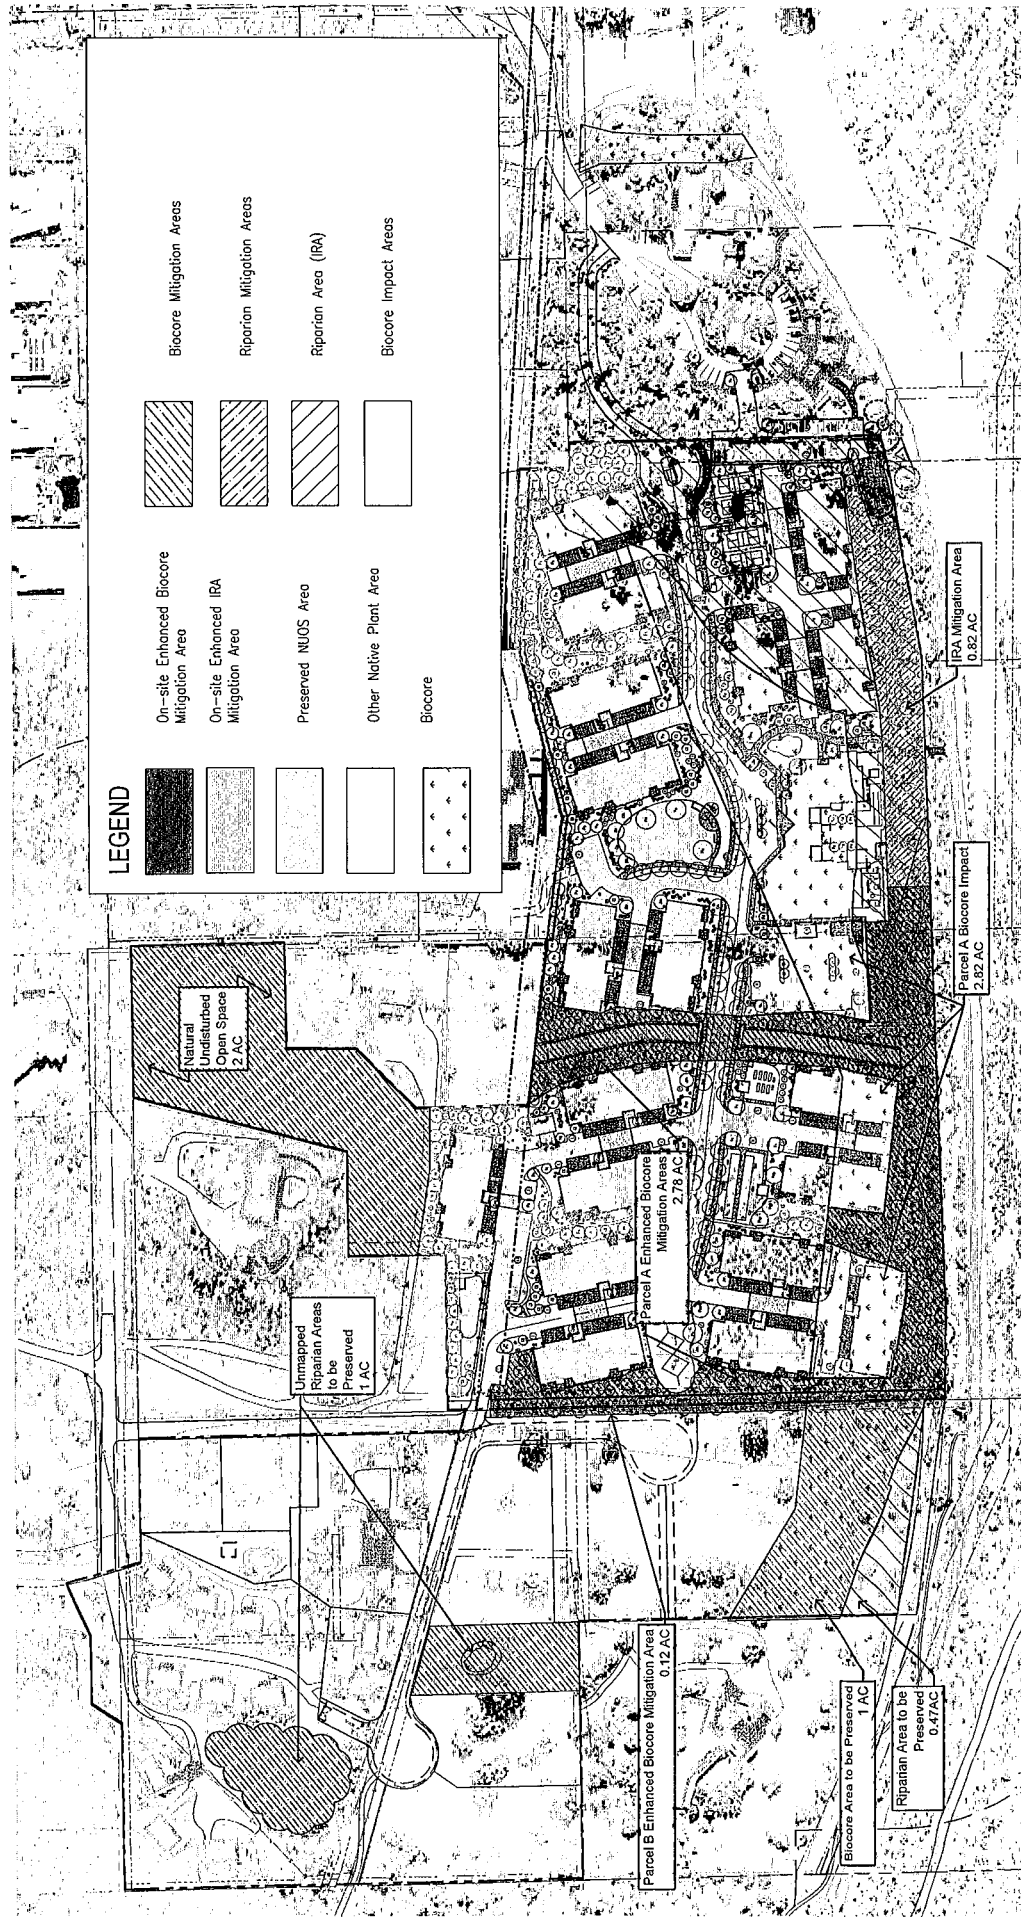 LEGEND
On-site Enhanced Biocore
Mitigation Area
On-site Enhanced IRA
Mitigation Area
Preserved NUOS Area
Other Native Plant Area
Biocore
Biocore Mitigation Areas
Riparian Mitigation Areas
Riparian Area (IRA)
Biocore Impact Areas
Natural
Undisturbed
Open Space
2 AC
Unmapped
Riparian Areas
to be
Preserved
1 AC
Parcel A Enhanced Biocore
Mitigation Areas
2.78 AC
IRA Mitigation Area
0.82 AC
Parcel A Biocore Impact
2.82 AC
Parcel B Enhanced Biocore Mitigation Area
0.12 AC
Biocore Area to be Preserved
1 AC
Riparian Area to be
Preserved
0.47AC